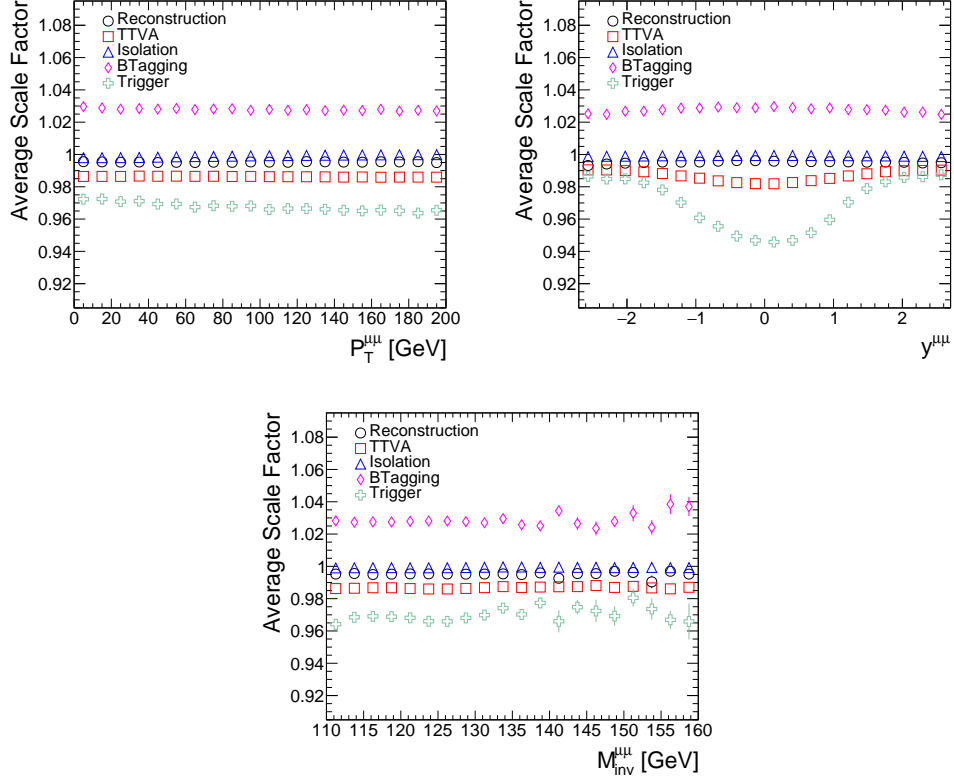 Average Scale Factor
1.08
1.06
1.04
1.02
1
0.98
0.96
0.94
0.92
Reconstruction
TTVA
Isolation
BTagging
Trigger
0 20 40 60 80 100 120 140 160 180 200
P_T^{μμ} [GeV]
Average Scale Factor
1.08
1.06
1.04
1.02
1
0.98
0.96
0.94
0.92
Reconstruction
TTVA
Isolation
BTagging
Trigger
−2 −1 0 1 2
y^{μμ}
Average Scale Factor
1.08
1.06
1.04
1.02
1
0.98
0.96
0.94
0.92
Reconstruction
TTVA
Isolation
BTagging
Trigger
110 115 120 125 130 135 140 145 150 155 160
M_{inv}^{μμ} [GeV]